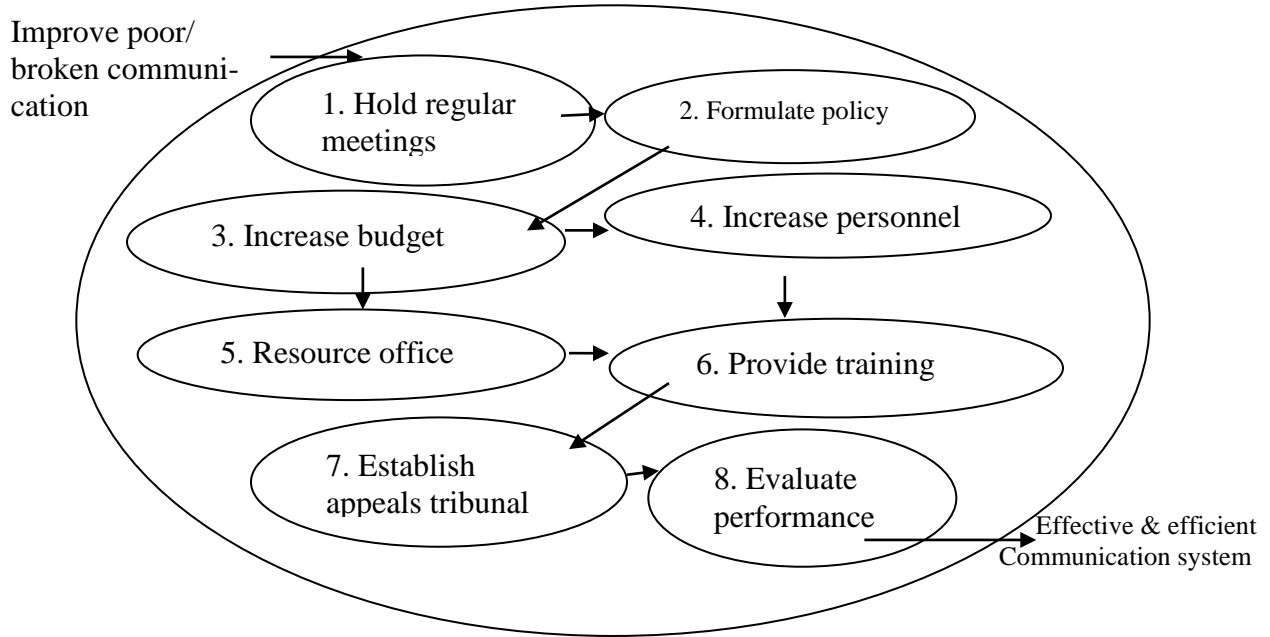 Improve poor/
broken communi-
cation
1. Hold regular
meetings
2. Formulate policy
3. Increase budget
4. Increase personnel
5. Resource office
6. Provide training
7. Establish
appeals tribunal
8. Evaluate
performance
Effective & efficient
Communication system